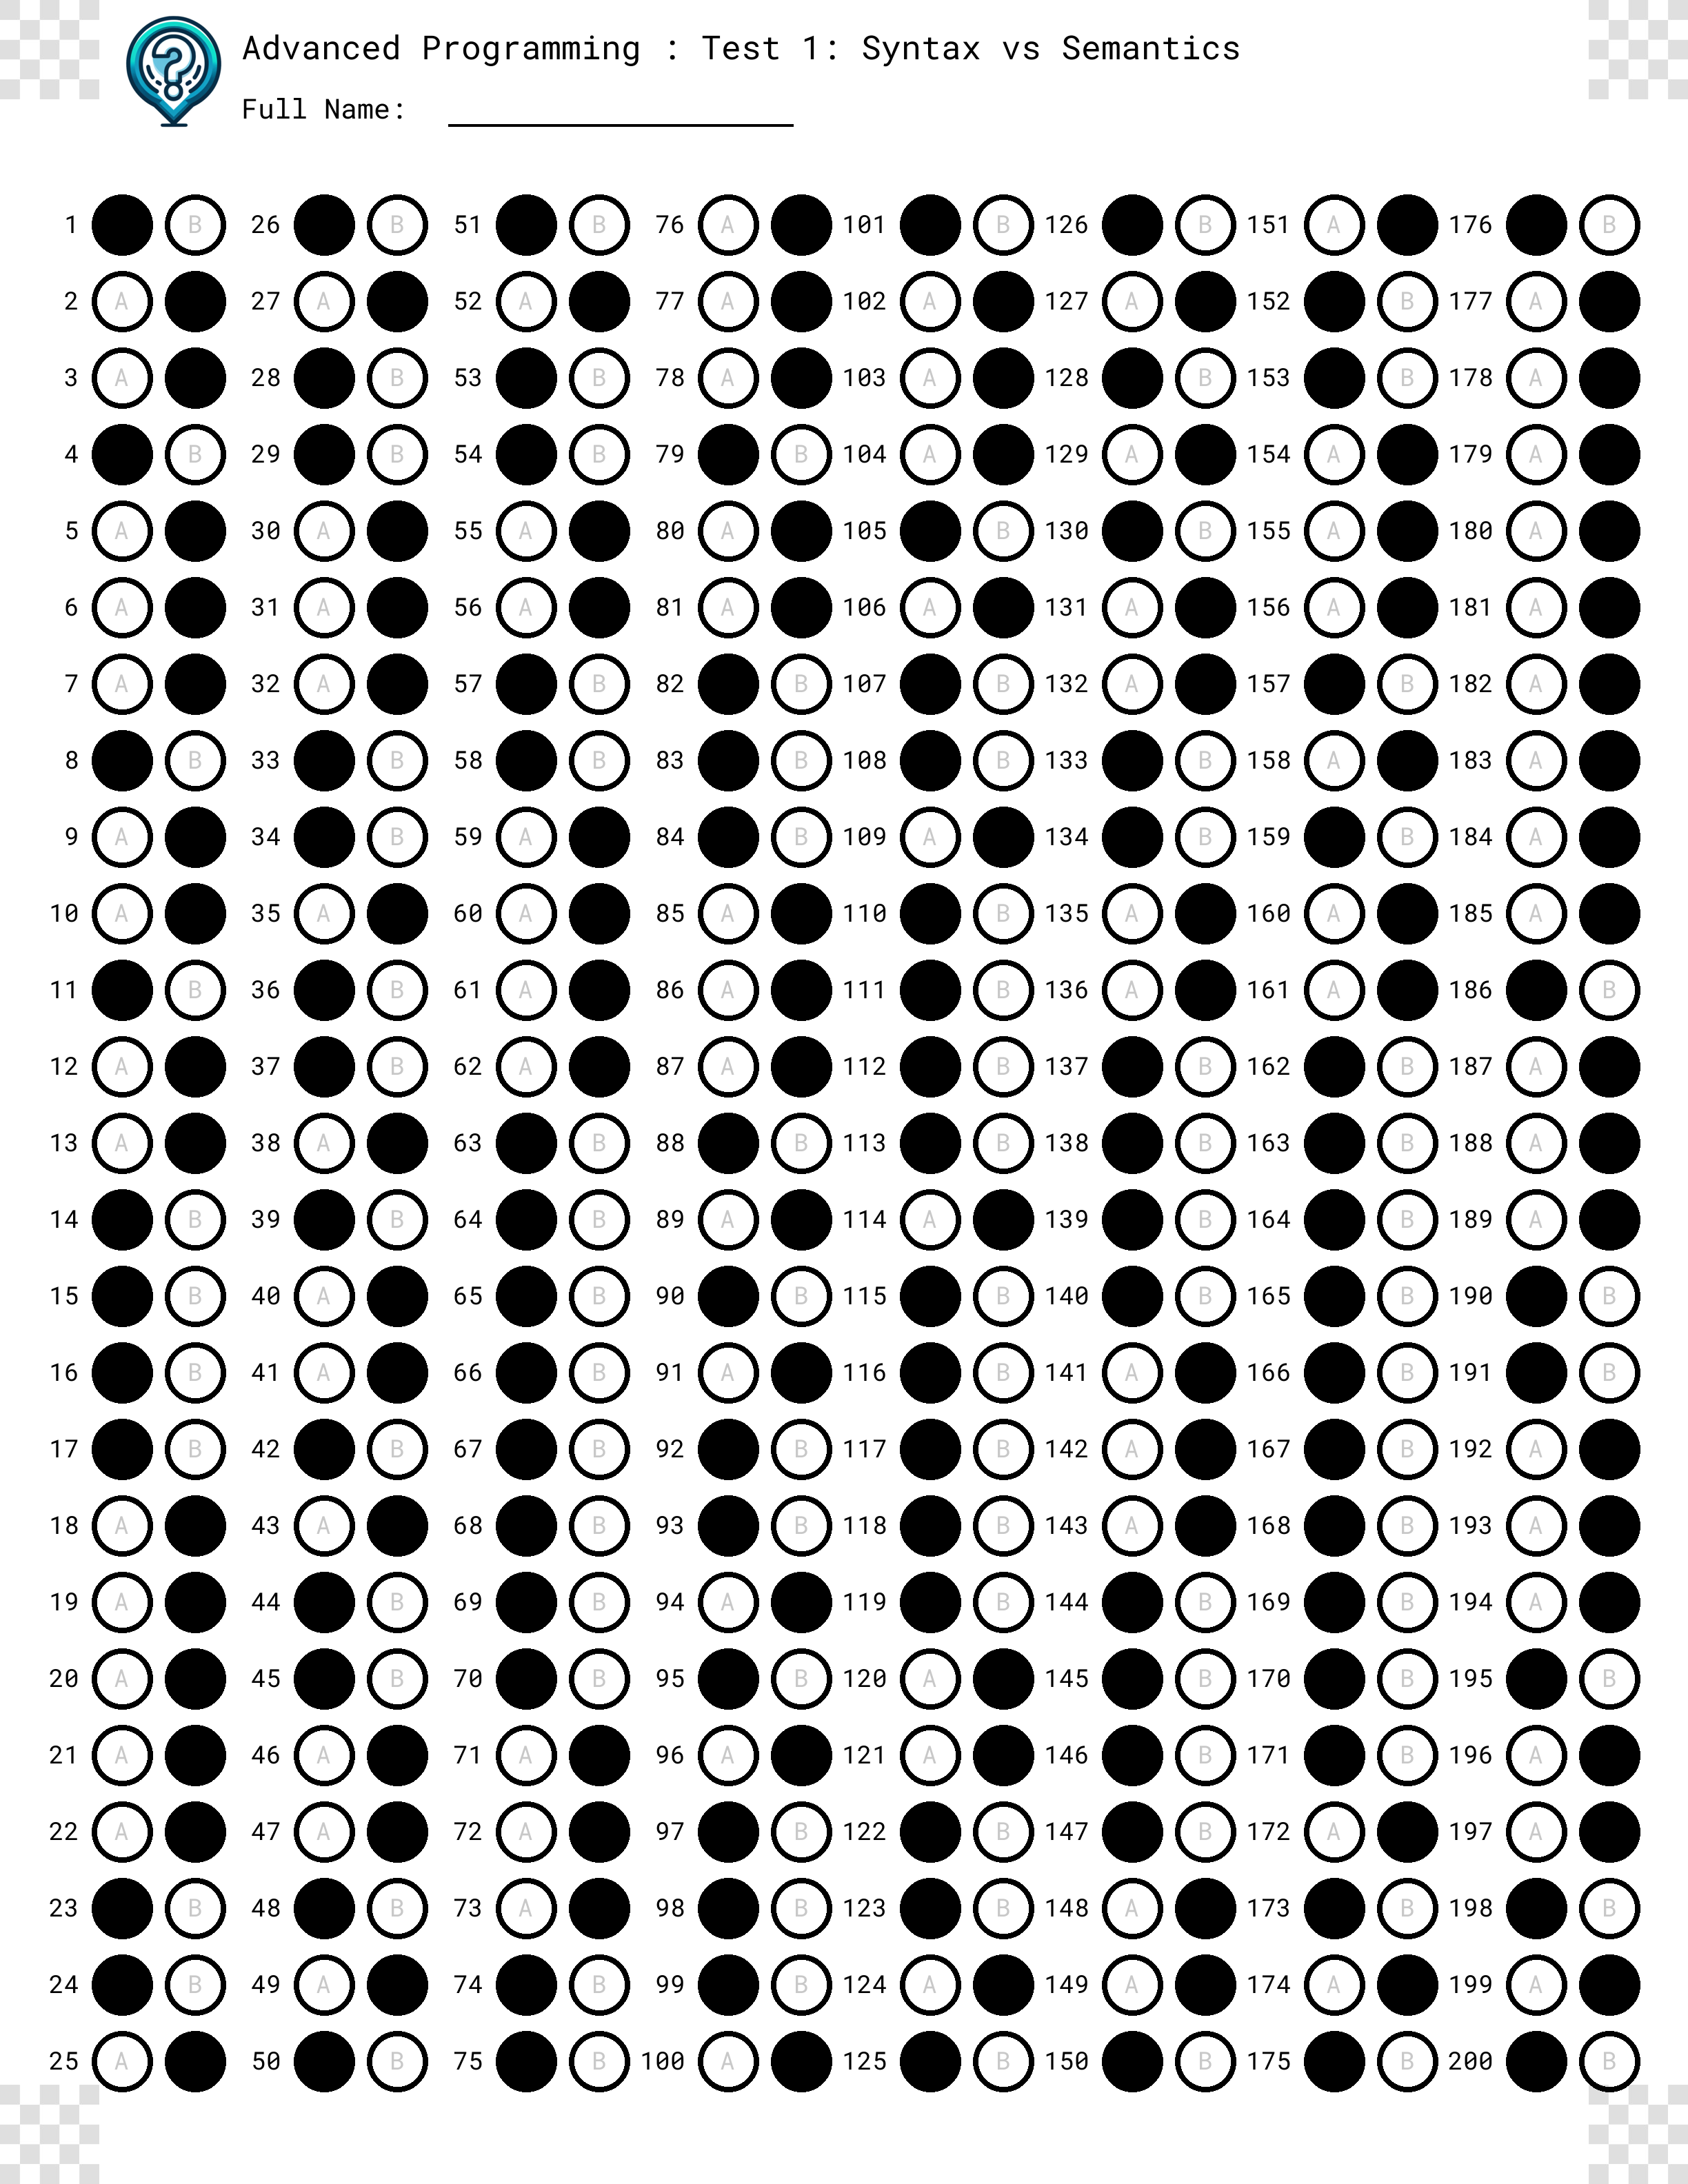 Advanced Programming : Test 1: Syntax vs Semantics
Full Name:
1 B 26 B 51 B 76 A 101 B 126 B 151 A 176 B
2 A 27 A 52 A 77 A 102 A 127 A 152 B 177 A
3 A 28 B 53 B 78 A 103 A 128 B 153 B 178 A
4 B 29 B 54 B 79 B 104 A 129 A 154 A 179 A
5 A 30 A 55 A 80 A 105 B 130 B 155 A 180 A
6 A 31 A 56 A 81 A 106 A 131 A 156 A 181 A
7 A 32 A 57 B 82 B 107 B 132 A 157 B 182 A
8 B 33 B 58 B 83 B 108 B 133 B 158 A 183 A
9 A 34 B 59 A 84 B 109 A 134 B 159 B 184 A
10 A 35 A 60 A 85 A 110 B 135 A 160 A 185 A
11 B 36 B 61 A 86 A 111 B 136 A 161 A 186 B
12 A 37 B 62 A 87 A 112 B 137 B 162 B 187 A
13 A 38 A 63 B 88 B 113 B 138 B 163 B 188 A
14 B 39 B 64 B 89 A 114 A 139 B 164 B 189 A
15 B 40 A 65 B 90 B 115 B 140 B 165 B 190 B
16 B 41 A 66 B 91 A 116 B 141 A 166 B 191 B
17 B 42 B 67 B 92 B 117 B 142 A 167 B 192 A
18 A 43 A 68 B 93 B 118 B 143 A 168 B 193 A
19 A 44 B 69 B 94 A 119 B 144 B 169 B 194 A
20 A 45 B 70 B 95 B 120 A 145 B 170 B 195 B
21 A 46 A 71 A 96 A 121 A 146 B 171 B 196 A
22 A 47 A 72 A 97 B 122 B 147 B 172 A 197 A
23 B 48 B 73 A 98 B 123 B 148 A 173 B 198 B
24 B 49 A 74 B 99 B 124 A 149 A 174 A 199 A
25 A 50 B 75 B 100 A 125 B 150 B 175 B 200 B